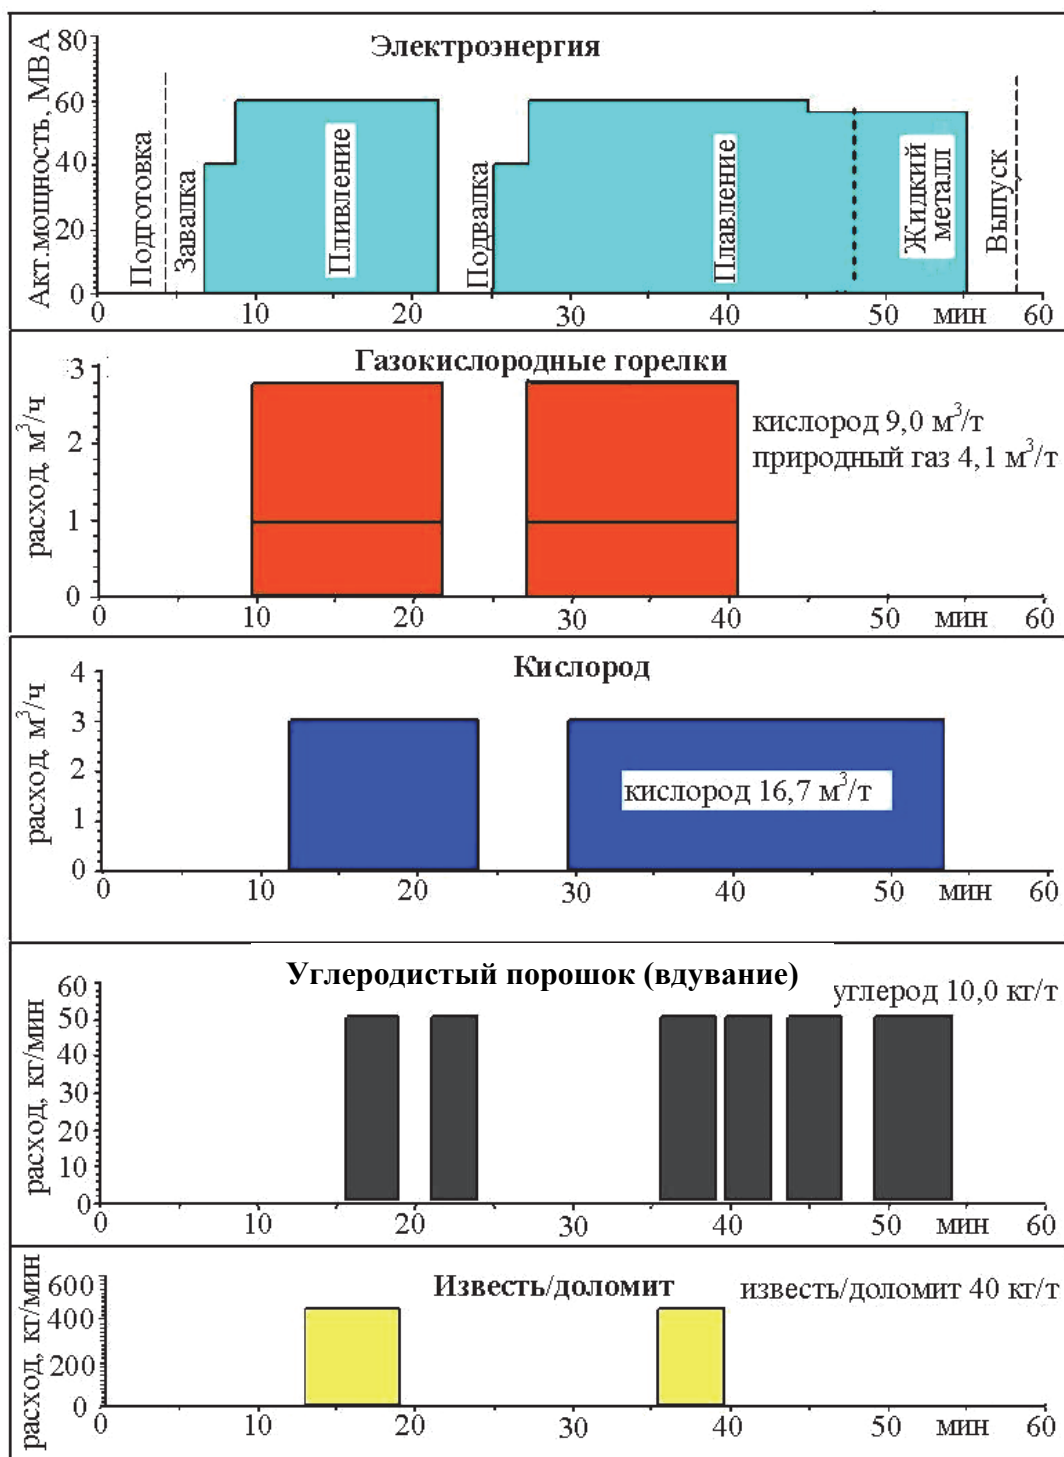 Электроэнергия
Акт.мощность, МВА
80
60
40
20
0
Подготовка
Завалка
Пливление
Подвалка
Плавление
Жидкий
металл
Выпуск
0 10 20 30 40 50 мин 60
Газокислородные горелки
расход, м³/ч
3
2
1
0
кислород 9,0 м³/т
природный газ 4,1 м³/т
0 10 20 30 40 50 мин 60
Кислород
расход, м³/ч
4
3
2
1
0
кислород 16,7 м³/т
0 10 20 30 40 50 мин 60
Углеродистый порошок (вдувание)
углерод 10,0 кг/т
расход, кг/мин
60
50
40
30
20
10
0
0 10 20 30 40 50 мин 60
Известь/доломит
известь/доломит 40 кг/т
расход, кг/мин
600
400
200
0
0 10 20 30 40 50 мин 60